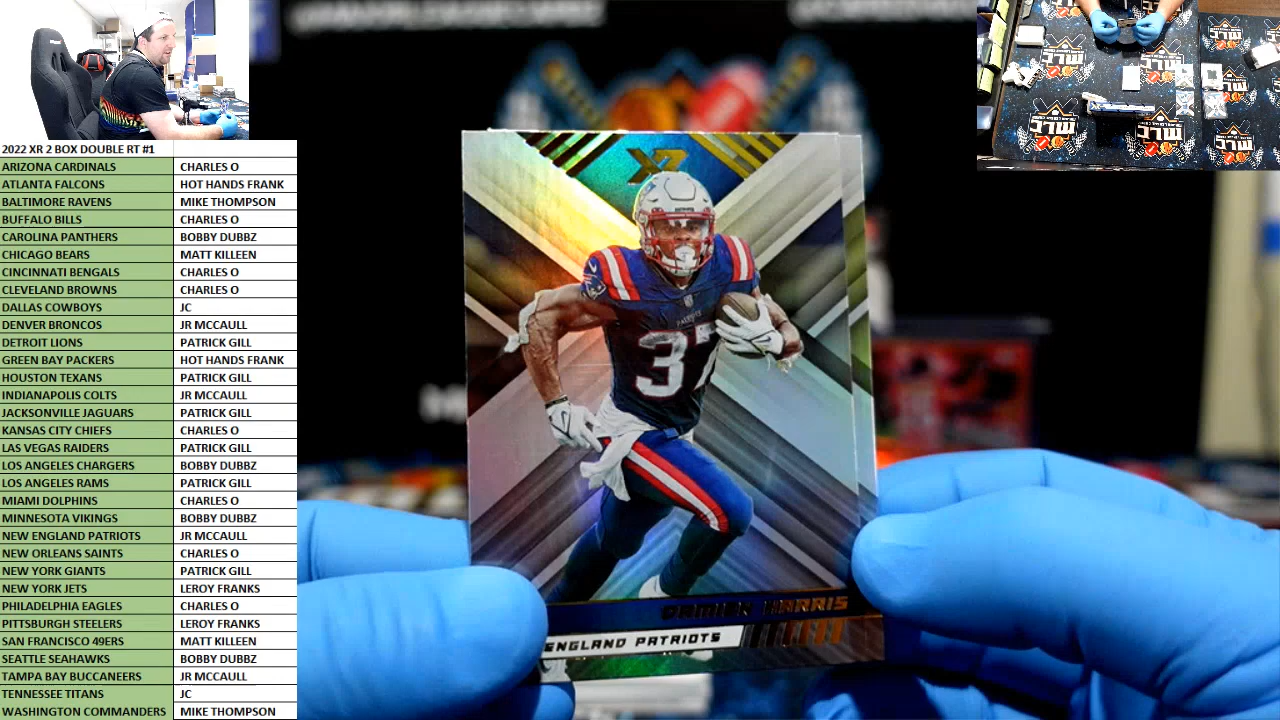 2022 XR 2 BOX DOUBLE RT #1
ARIZONA CARDINALS CHARLES O
ATLANTA FALCONS HOT HANDS FRANK
BALTIMORE RAVENS MIKE THOMPSON
BUFFALO BILLS CHARLES O
CAROLINA PANTHERS BOBBY DUBBZ
CHICAGO BEARS MATT KILLEEN
CINCINNATI BENGALS CHARLES O
CLEVELAND BROWNS CHARLES O
DALLAS COWBOYS JC
DENVER BRONCOS JR MCCAULL
DETROIT LIONS PATRICK GILL
GREEN BAY PACKERS HOT HANDS FRANK
HOUSTON TEXANS PATRICK GILL
INDIANAPOLIS COLTS JR MCCAULL
JACKSONVILLE JAGUARS PATRICK GILL
KANSAS CITY CHIEFS CHARLES O
LAS VEGAS RAIDERS PATRICK GILL
LOS ANGELES CHARGERS BOBBY DUBBZ
LOS ANGELES RAMS PATRICK GILL
MIAMI DOLPHINS CHARLES O
MINNESOTA VIKINGS BOBBY DUBBZ
NEW ENGLAND PATRIOTS JR MCCAULL
NEW ORLEANS SAINTS CHARLES O
NEW YORK GIANTS PATRICK GILL
NEW YORK JETS LEROY FRANKS
PHILADELPHIA EAGLES CHARLES O
PITTSBURGH STEELERS LEROY FRANKS
SAN FRANCISCO 49ERS MATT KILLEEN
SEATTLE SEAHAWKS BOBBY DUBBZ
TAMPA BAY BUCCANEERS JR MCCAULL
TENNESSEE TITANS JC
WASHINGTON COMMANDERS MIKE THOMPSON
XR
PATRIOTS
37
DAMIEN HARRIS
ENGLAND PATRIOTS